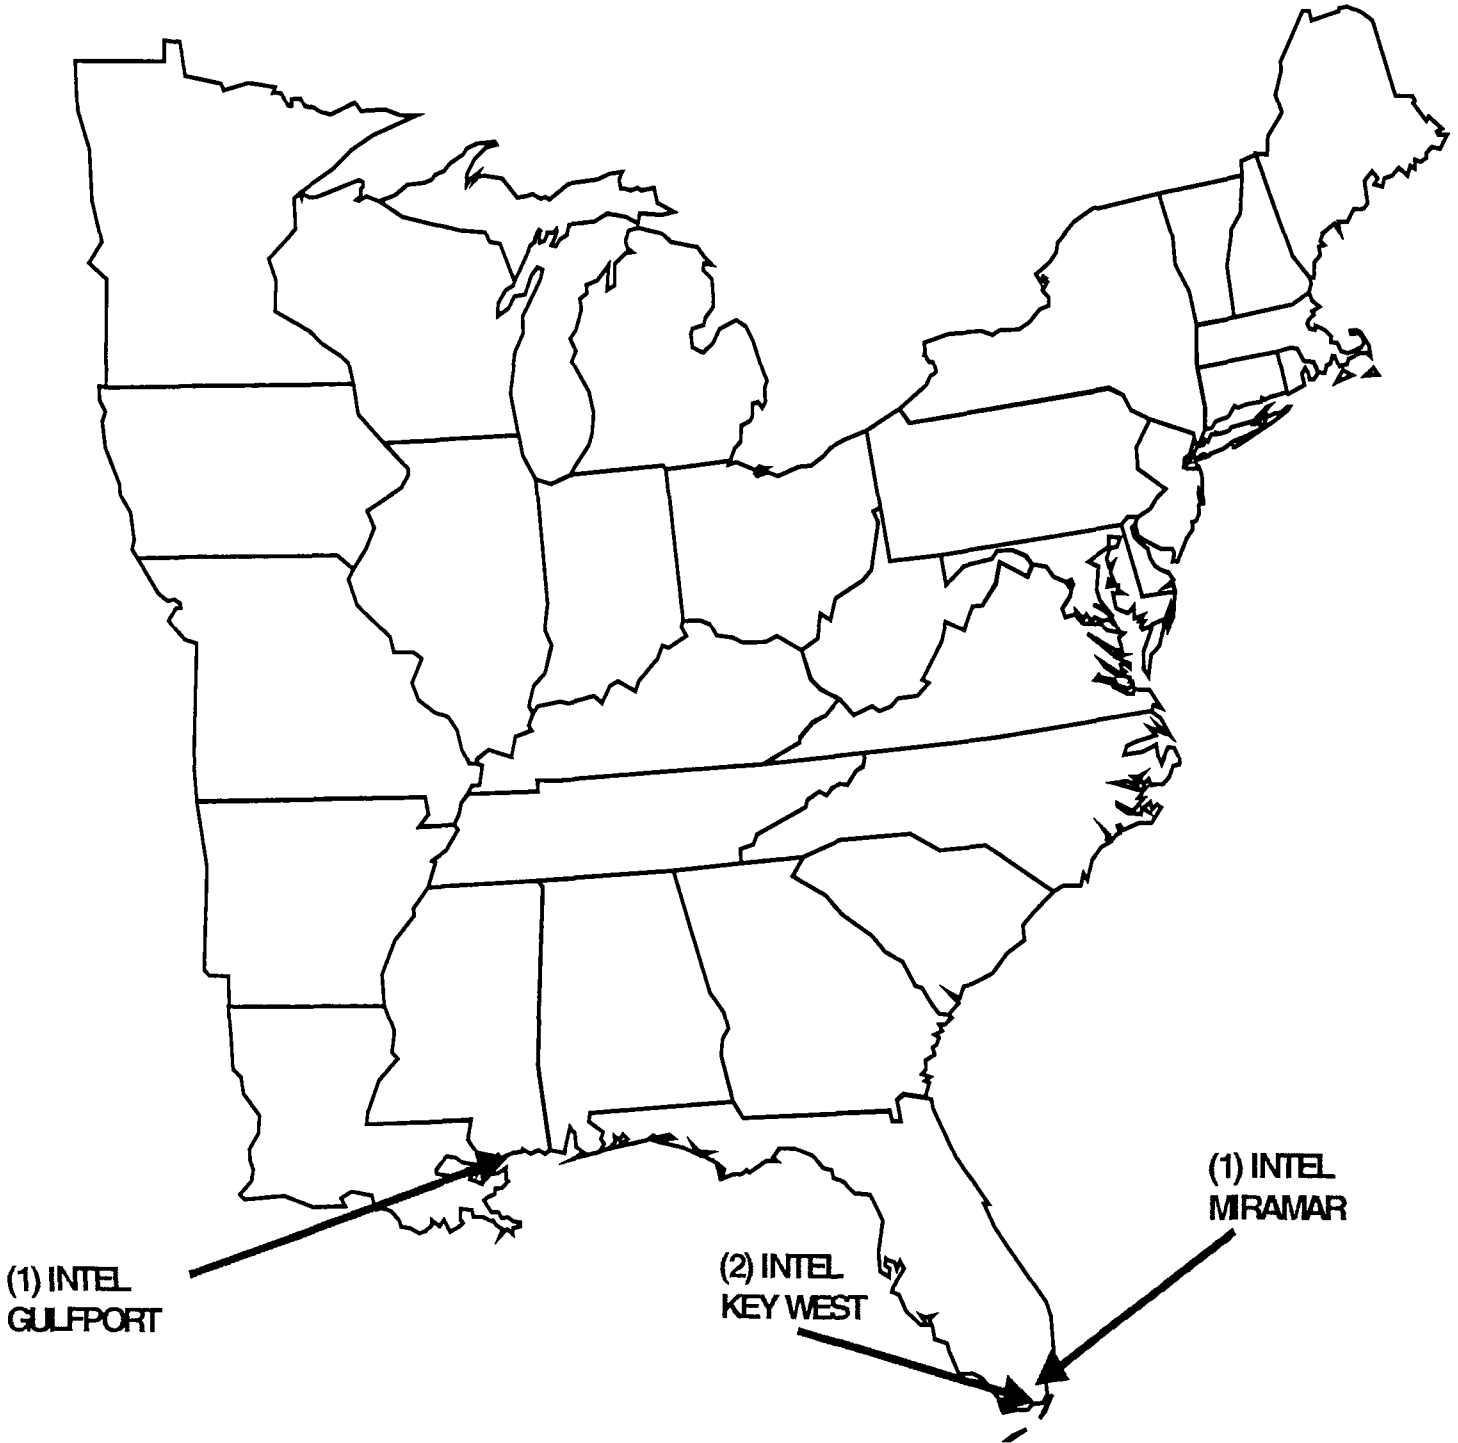 (1) INTEL
MIRAMAR
(2) INTEL
KEY WEST
(1) INTEL
GULFPORT